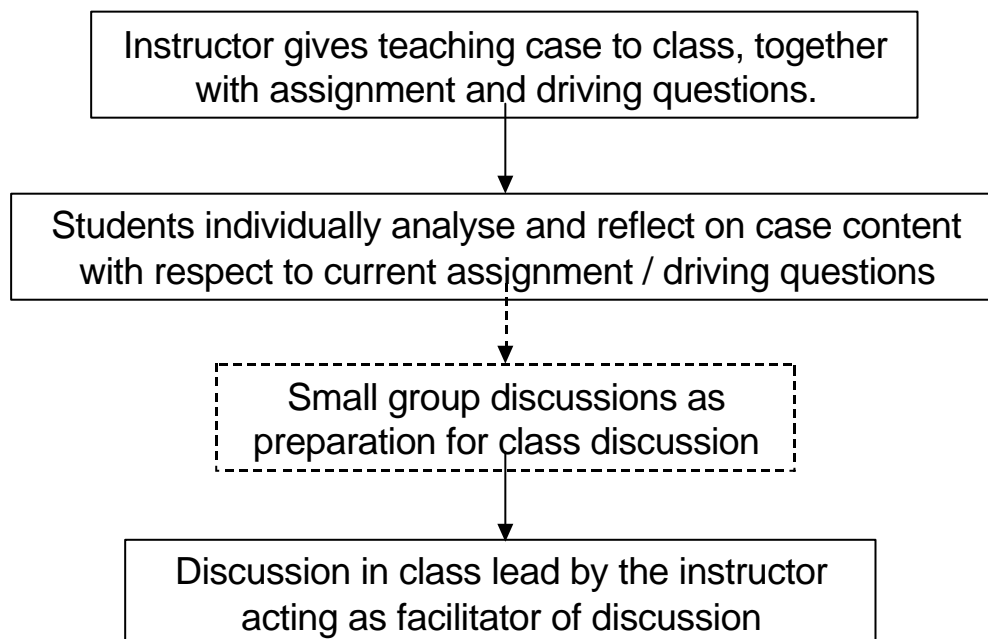 Instructor gives teaching case to class, together
with assignment and driving questions.
Students individually analyse and reflect on case content
with respect to current assignment / driving questions
Small group discussions as
preparation for class discussion
Discussion in class lead by the instructor
acting as facilitator of discussion